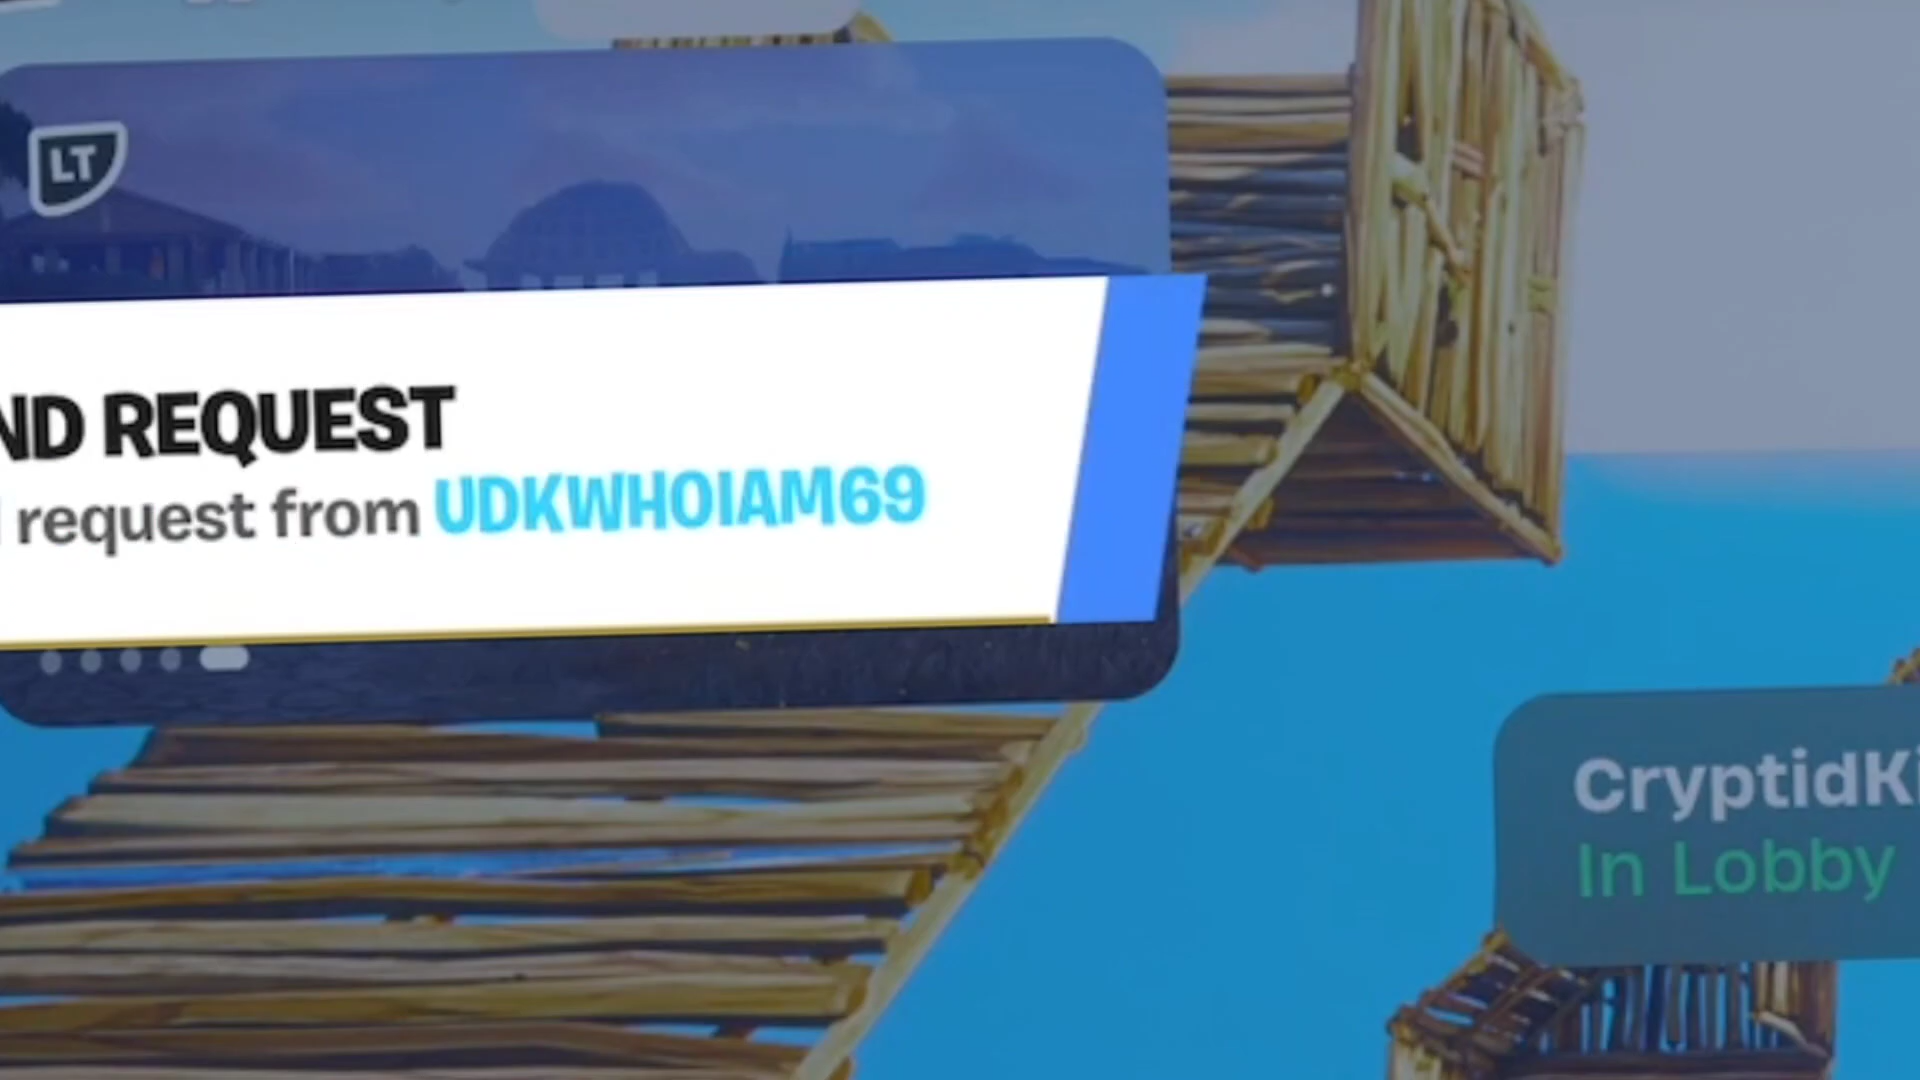 LT
ND REQUEST
request from UDKWHOIAM69
CryptidKi
In Lobby